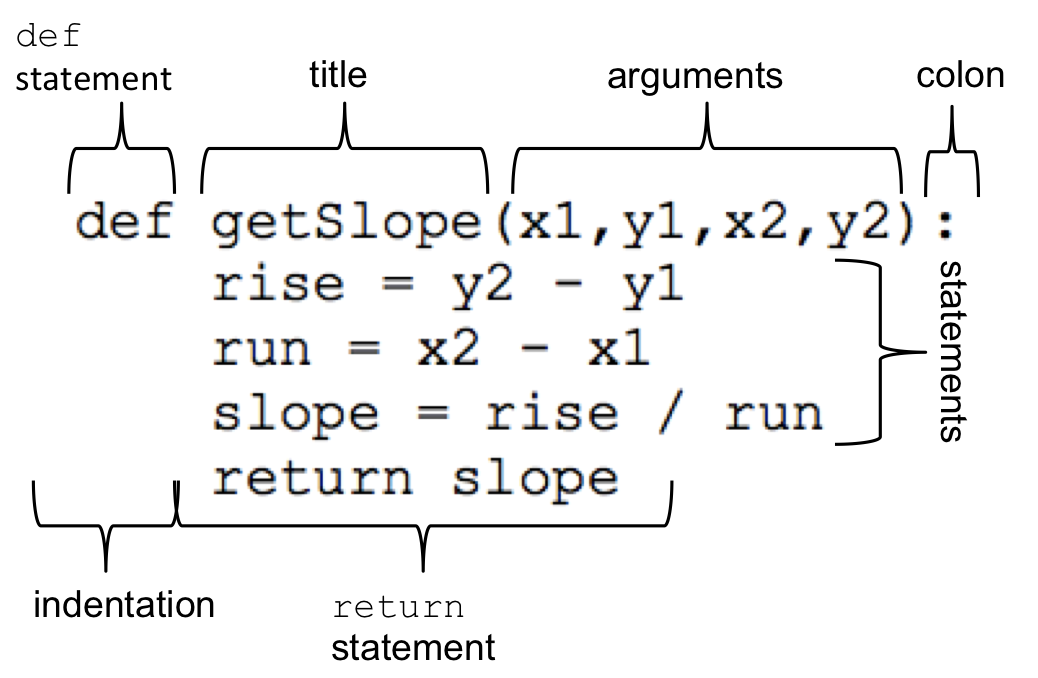 def
statement
title
arguments
colon
def getSlope(x1,y1,x2,y2):
rise = y2 - y1
run = x2 - x1
slope = rise / run
return slope
statements
indentation
return
statement